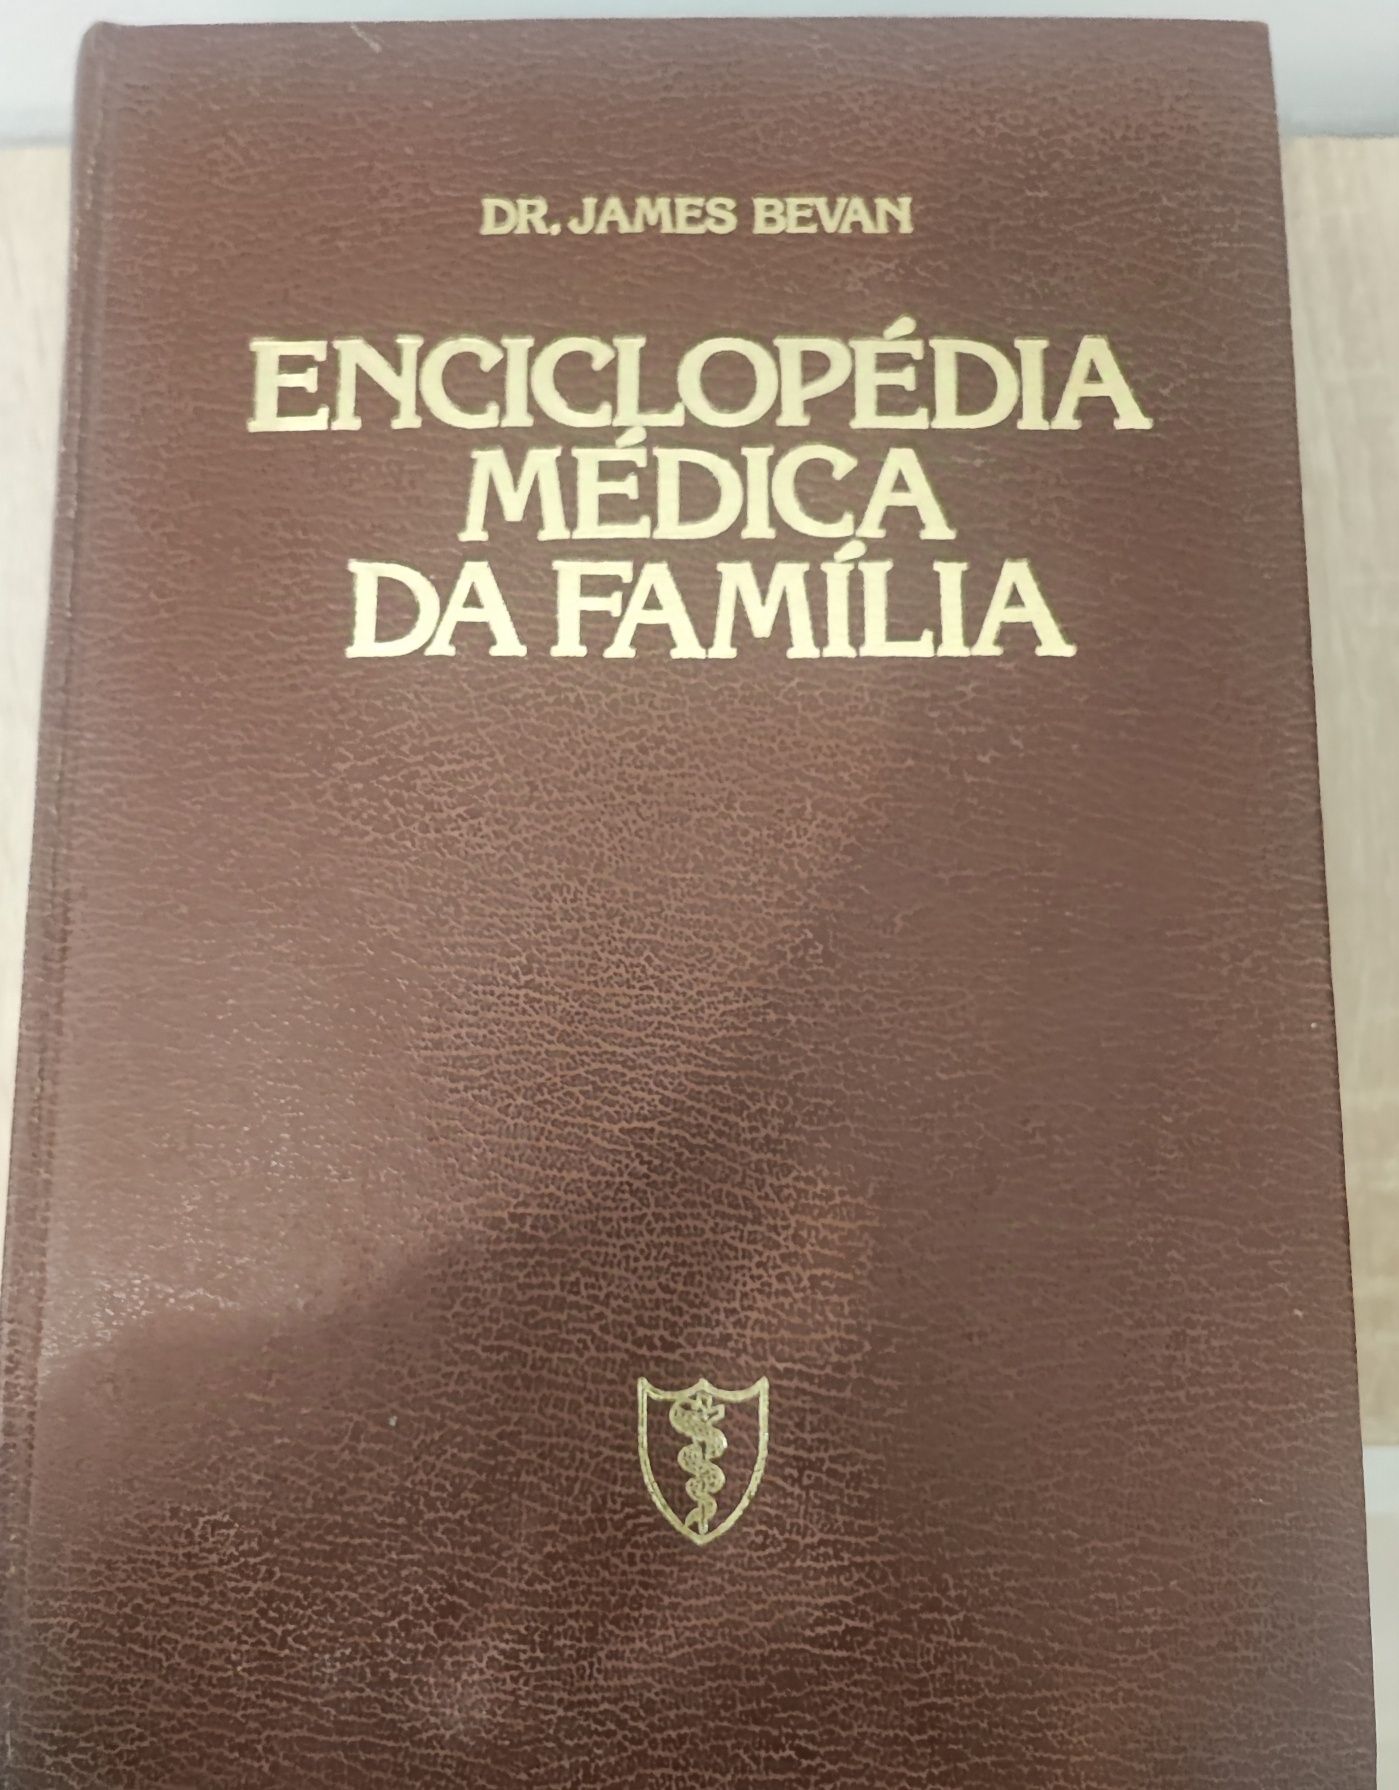 DR. JAMES BEVAN
ENCICLOPÉDIA
MÉDICA
DA FAMÍLIA